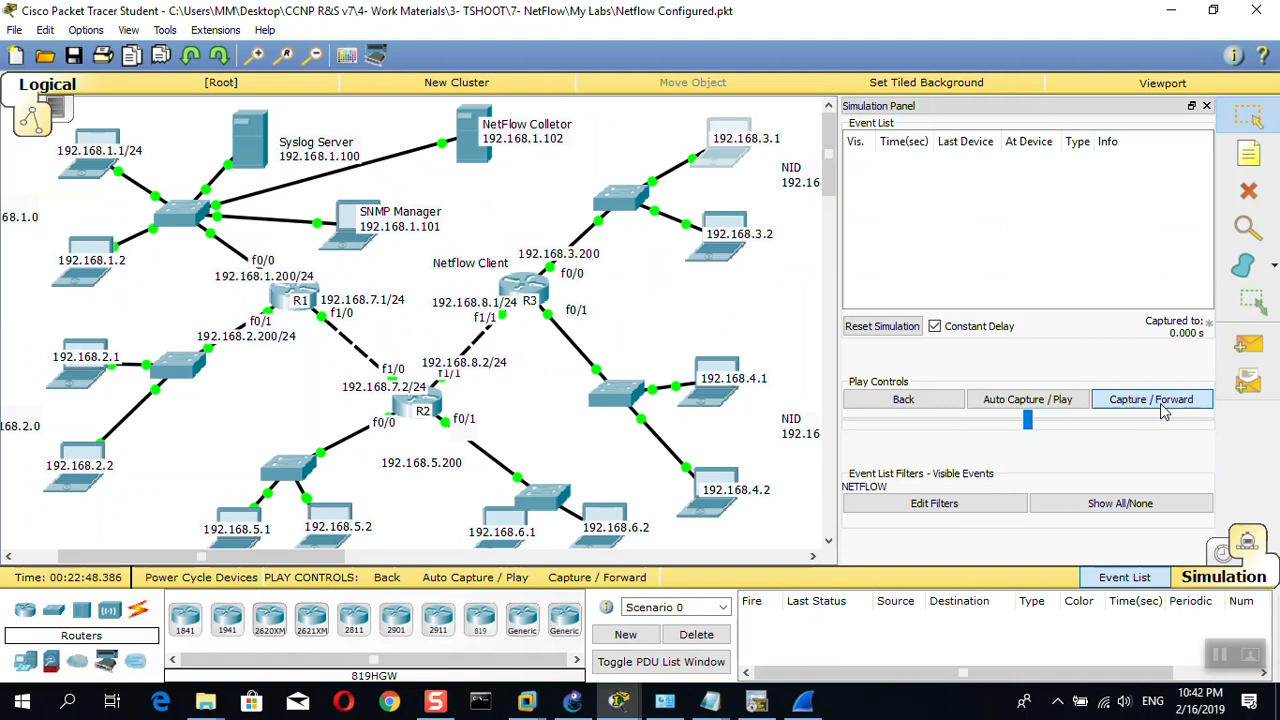 Cisco Packet Tracer Student - C:\Users\MM\Desktop\CCNP R&S v7\4- Work Materials\3- TSHOOT\7- NetFlow\My Labs\Netflow Configured.pkt
File Edit Options View Tools Extensions Help
Logical [Root] New Cluster Move Object Set Tiled Background Viewport
192.168.1.1/24
Syslog Server
192.168.1.100
NetFlow Colletor
192.168.1.102
192.168.3.1
NID
192.16
68.1.0
SNMP Manager
192.168.1.101
192.168.1.2
192.168.3.2
f0/0
192.168.1.200/24
Netflow Client
192.168.3.200
f0/0
R1
192.168.7.1/24
f1/0
192.168.8.1/24
f1/1
R3
f0/1
f0/1
192.168.2.200/24
192.168.2.1
f1/0
192.168.8.2/24
f1/1
192.168.7.2/24
192.168.4.1
R2
f0/0
f0/1
68.2.0
NID
192.16
192.168.2.2
192.168.5.200
192.168.4.2
192.168.5.1
192.168.5.2
192.168.6.1
192.168.6.2
Simulation Panel
Event List
Vis. Time(sec) Last Device At Device Type Info
Reset Simulation Constant Delay
Captured to: *
0.000 s
Play Controls
Back Auto Capture / Play Capture / Forward
Event List Filters - Visible Events
NETFLOW
Edit Filters Show All/None
Time: 00:22:48.386 Power Cycle Devices PLAY CONTROLS: Back Auto Capture / Play Capture / Forward Event List Simulation
Routers
1841 1941 2620XM 2621XM 2811 2901 2911 819 Generic Generic
819HGW
Scenario 0
New Delete
Toggle PDU List Window
Fire Last Status Source Destination Type Color Time(sec) Periodic Num
ENG
10:42 PM
2/16/2019